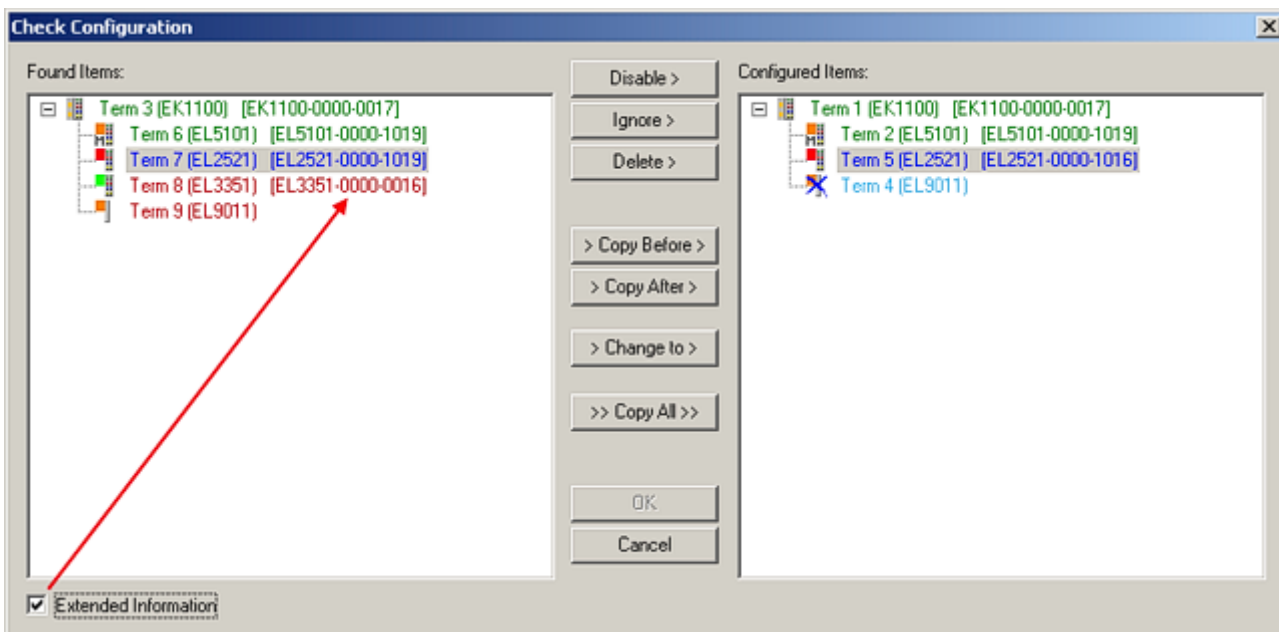 Check Configuration
Found Items:
Term 3 (EK1100) [EK1100-0000-0017]
Term 6 (EL5101) [EL5101-0000-1019]
Term 7 (EL2521) [EL2521-0000-1019]
Term 8 (EL3351) [EL3351-0000-0016]
Term 9 (EL9011)
Disable >
Ignore >
Delete >
> Copy Before >
> Copy After >
> Change to >
>> Copy All >>
OK
Cancel
Configured Items:
Term 1 (EK1100) [EK1100-0000-0017]
Term 2 (EL5101) [EL5101-0000-1019]
Term 5 (EL2521) [EL2521-0000-1016]
Term 4 (EL9011)
Extended Information